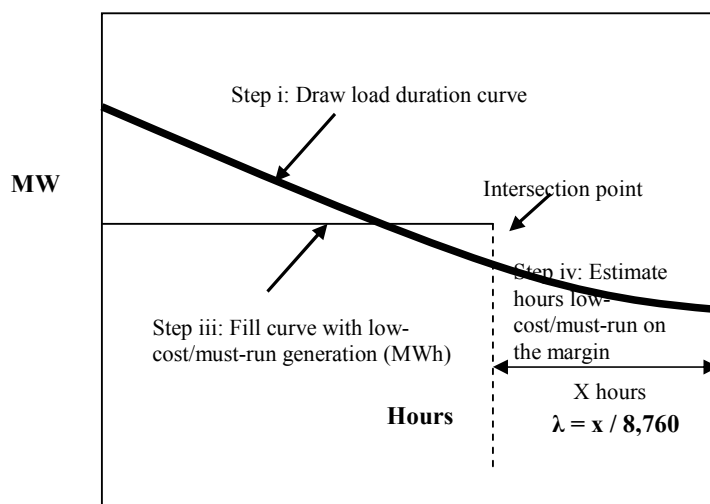 Step i: Draw load duration curve
MW
Intersection point
Step iv: Estimate
hours low-
cost/must-run on
the margin
Step iii: Fill curve with low-
cost/must-run generation (MWh)
X hours
Hours
λ = x / 8,760